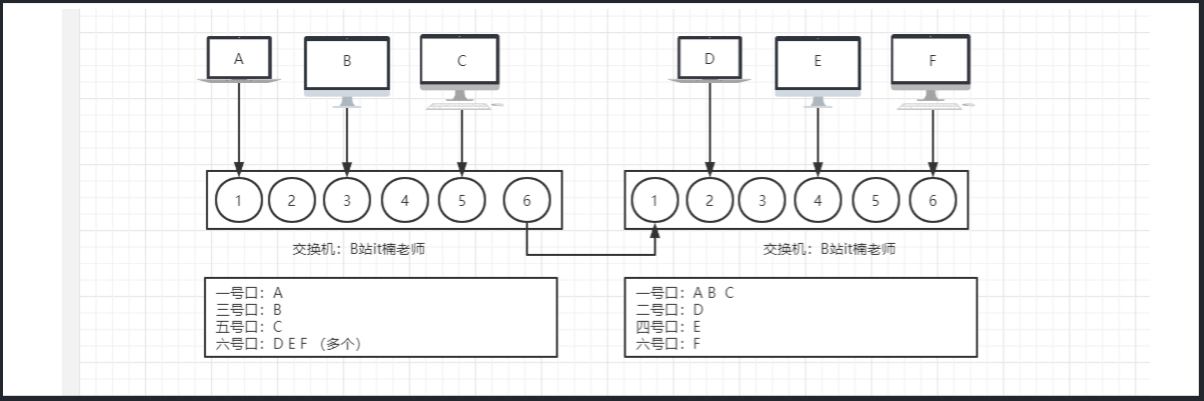 A B C D E F
1 2 3 4 5 6 1 2 3 4 5 6
交换机：B站it楠老师 交换机：B站it楠老师
一号口：A
三号口：B
五号口：C
六号口：D E F （多个）
一号口：A B C
二号口：D
四号口：E
六号口：F